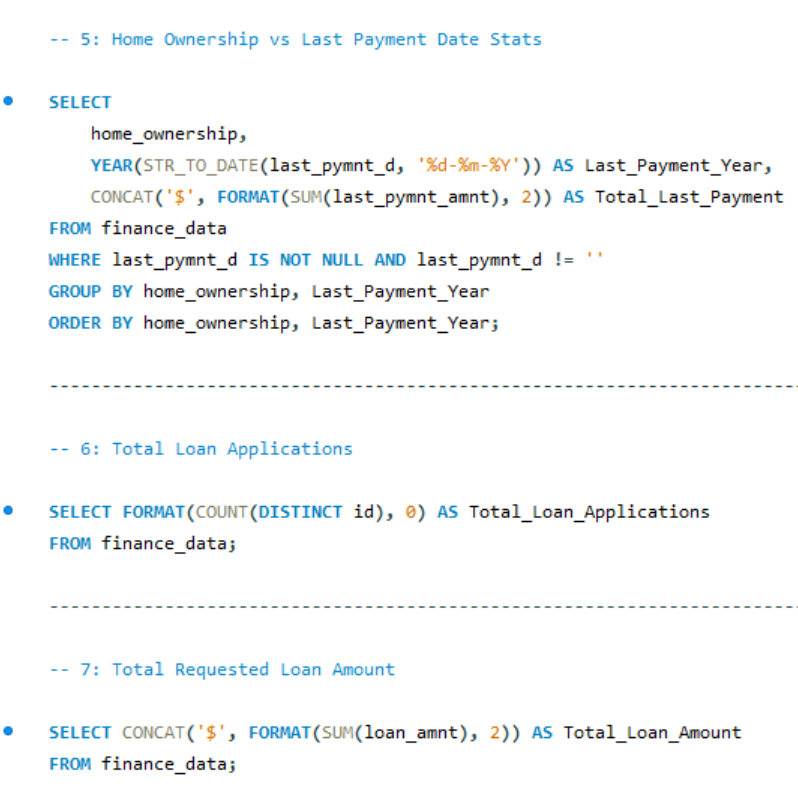 -- 5: Home Ownership vs Last Payment Date Stats
SELECT
home_ownership,
YEAR(STR_TO_DATE(last_pymnt_d, '%d-%m-%Y')) AS Last_Payment_Year,
CONCAT('$', FORMAT(SUM(last_pymnt_amnt), 2)) AS Total_Last_Payment
FROM finance_data
WHERE last_pymnt_d IS NOT NULL AND last_pymnt_d != ''
GROUP BY home_ownership, Last_Payment_Year
ORDER BY home_ownership, Last_Payment_Year;
------------------------------------------------------------------------
-- 6: Total Loan Applications
SELECT FORMAT(COUNT(DISTINCT id), 0) AS Total_Loan_Applications
FROM finance_data;
------------------------------------------------------------------------
-- 7: Total Requested Loan Amount
SELECT CONCAT('$', FORMAT(SUM(loan_amnt), 2)) AS Total_Loan_Amount
FROM finance_data;